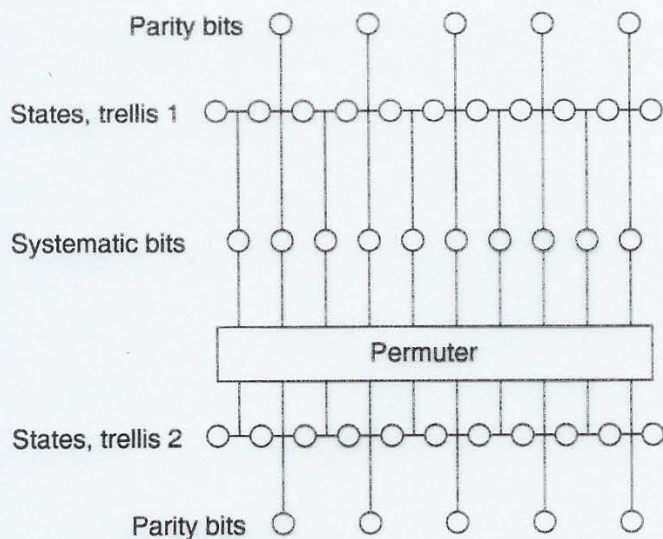 Parity bits
States, trellis 1
Systematic bits
Permuter
States, trellis 2
Parity bits